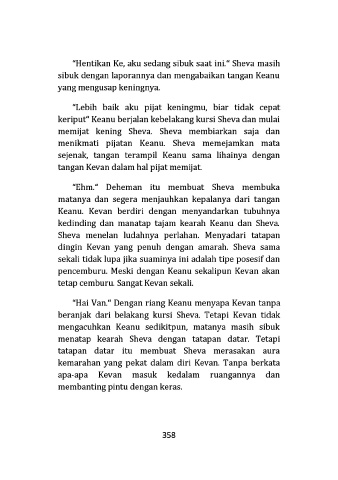 "Hentikan Ke, aku sedang sibuk saat ini." Sheva masih
sibuk dengan laporannya dan mengabaikan tangan Keanu
yang mengusap keningnya.
"Lebih baik aku pijat keningmu, biar tidak cepat
keriput" Keanu berjalan kebelakang kursi Sheva dan mulai
memijat kening Sheva. Sheva membiarkan saja dan
menikmati pijatan Keanu. Sheva memejamkan mata
sejenak, tangan terampil Keanu sama lihainya dengan
tangan Kevan dalam hal pijat memijat.
"Ehm." Deheman itu membuat Sheva membuka
matanya dan segera menjauhkan kepalanya dari tangan
Keanu. Kevan berdiri dengan menyandarkan tubuhnya
kedinding dan manatap tajam kearah Keanu dan Sheva.
Sheva menelan ludahnya perlahan. Menyadari tatapan
dingin Kevan yang penuh dengan amarah. Sheva sama
sekali tidak lupa jika suaminya ini adalah tipe posesif dan
pencemburu. Meski dengan Keanu sekalipun Kevan akan
tetap cemburu. Sangat Kevan sekali.
"Hai Van." Dengan riang Keanu menyapa Kevan tanpa
beranjak dari belakang kursi Sheva. Tetapi Kevan tidak
mengacuhkan Keanu sedikitpun, matanya masih sibuk
menatap kearah Sheva dengan tatapan datar. Tetapi
tatapan datar itu membuat Sheva merasakan aura
kemarahan yang pekat dalam diri Kevan. Tanpa berkata
apa-apa Kevan masuk kedalam ruangannya dan
membanting pintu dengan keras.
358